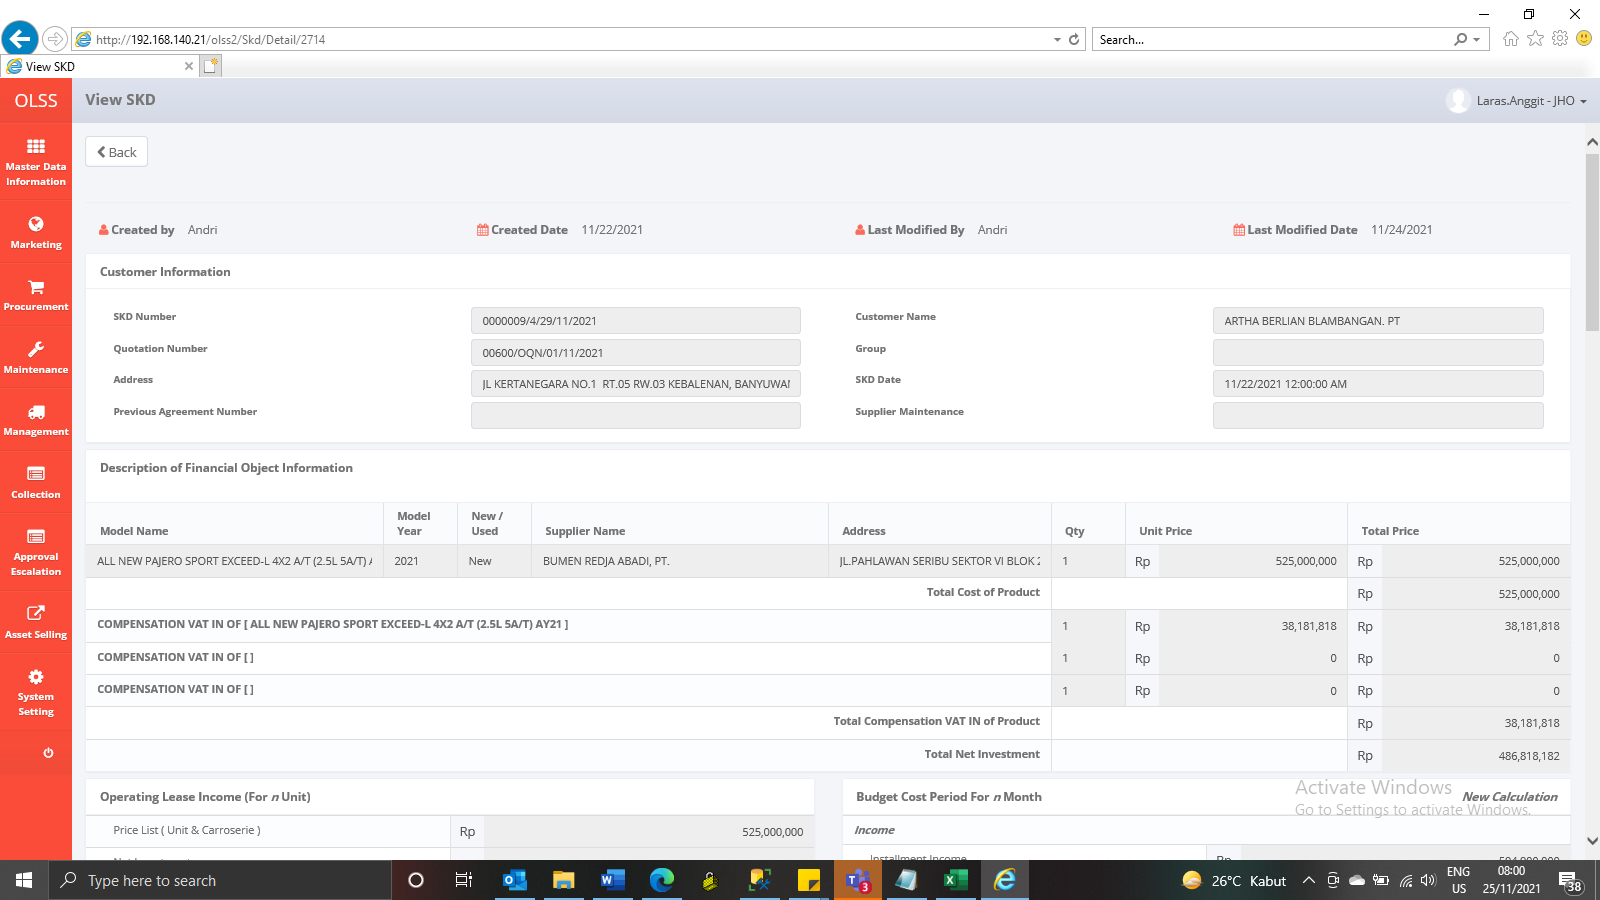 http://192.168.140.21/olss2/Skd/Detail/2714
Search...
View SKD
OLSS
View SKD
Laras.Anggit - JHO
Back
Master Data Information
Marketing
Procurement
Maintenance
Management
Collection
Approval Escalation
Asset Selling
System Setting
Created by Andri
Created Date 11/22/2021
Last Modified By Andri
Last Modified Date 11/24/2021
Customer Information
SKD Number 0000009/4/29/11/2021
Customer Name ARTHA BERLIAN BLAMBANGAN. PT
Quotation Number 00600/OQN/01/11/2021
Group
Address JL KERTANEGARA NO.1 RT.05 RW.03 KEBALENAN, BANYUWAN
SKD Date 11/22/2021 12:00:00 AM
Previous Agreement Number
Supplier Maintenance
Description of Financial Object Information
Model Name Model Year New / Used Supplier Name Address Qty Unit Price Total Price
ALL NEW PAJERO SPORT EXCEED-L 4X2 A/T (2.5L 5A/T) 2021 New BUMEN REDJA ABADI, PT. JL.PAHLAWAN SERIBU SEKTOR VI BLOK 1 Rp 525,000,000 Rp 525,000,000
Total Cost of Product Rp 525,000,000
COMPENSATION VAT IN OF [ ALL NEW PAJERO SPORT EXCEED-L 4X2 A/T (2.5L 5A/T) AY21 ] 1 Rp 38,181,818 Rp 38,181,818
COMPENSATION VAT IN OF [ ] 1 Rp 0 Rp 0
COMPENSATION VAT IN OF [ ] 1 Rp 0 Rp 0
Total Compensation VAT IN of Product Rp 38,181,818
Total Net Investment Rp 486,818,182
Operating Lease Income (For n Unit)
Price List ( Unit & Carroserie ) Rp 525,000,000
Budget Cost Period For n Month
New Calculation
Income
Installment Income Rp
Activate Windows
Go to Settings to activate Windows.
Type here to search
3
26°C Kabut
ENG
US
08:00
25/11/2021
38